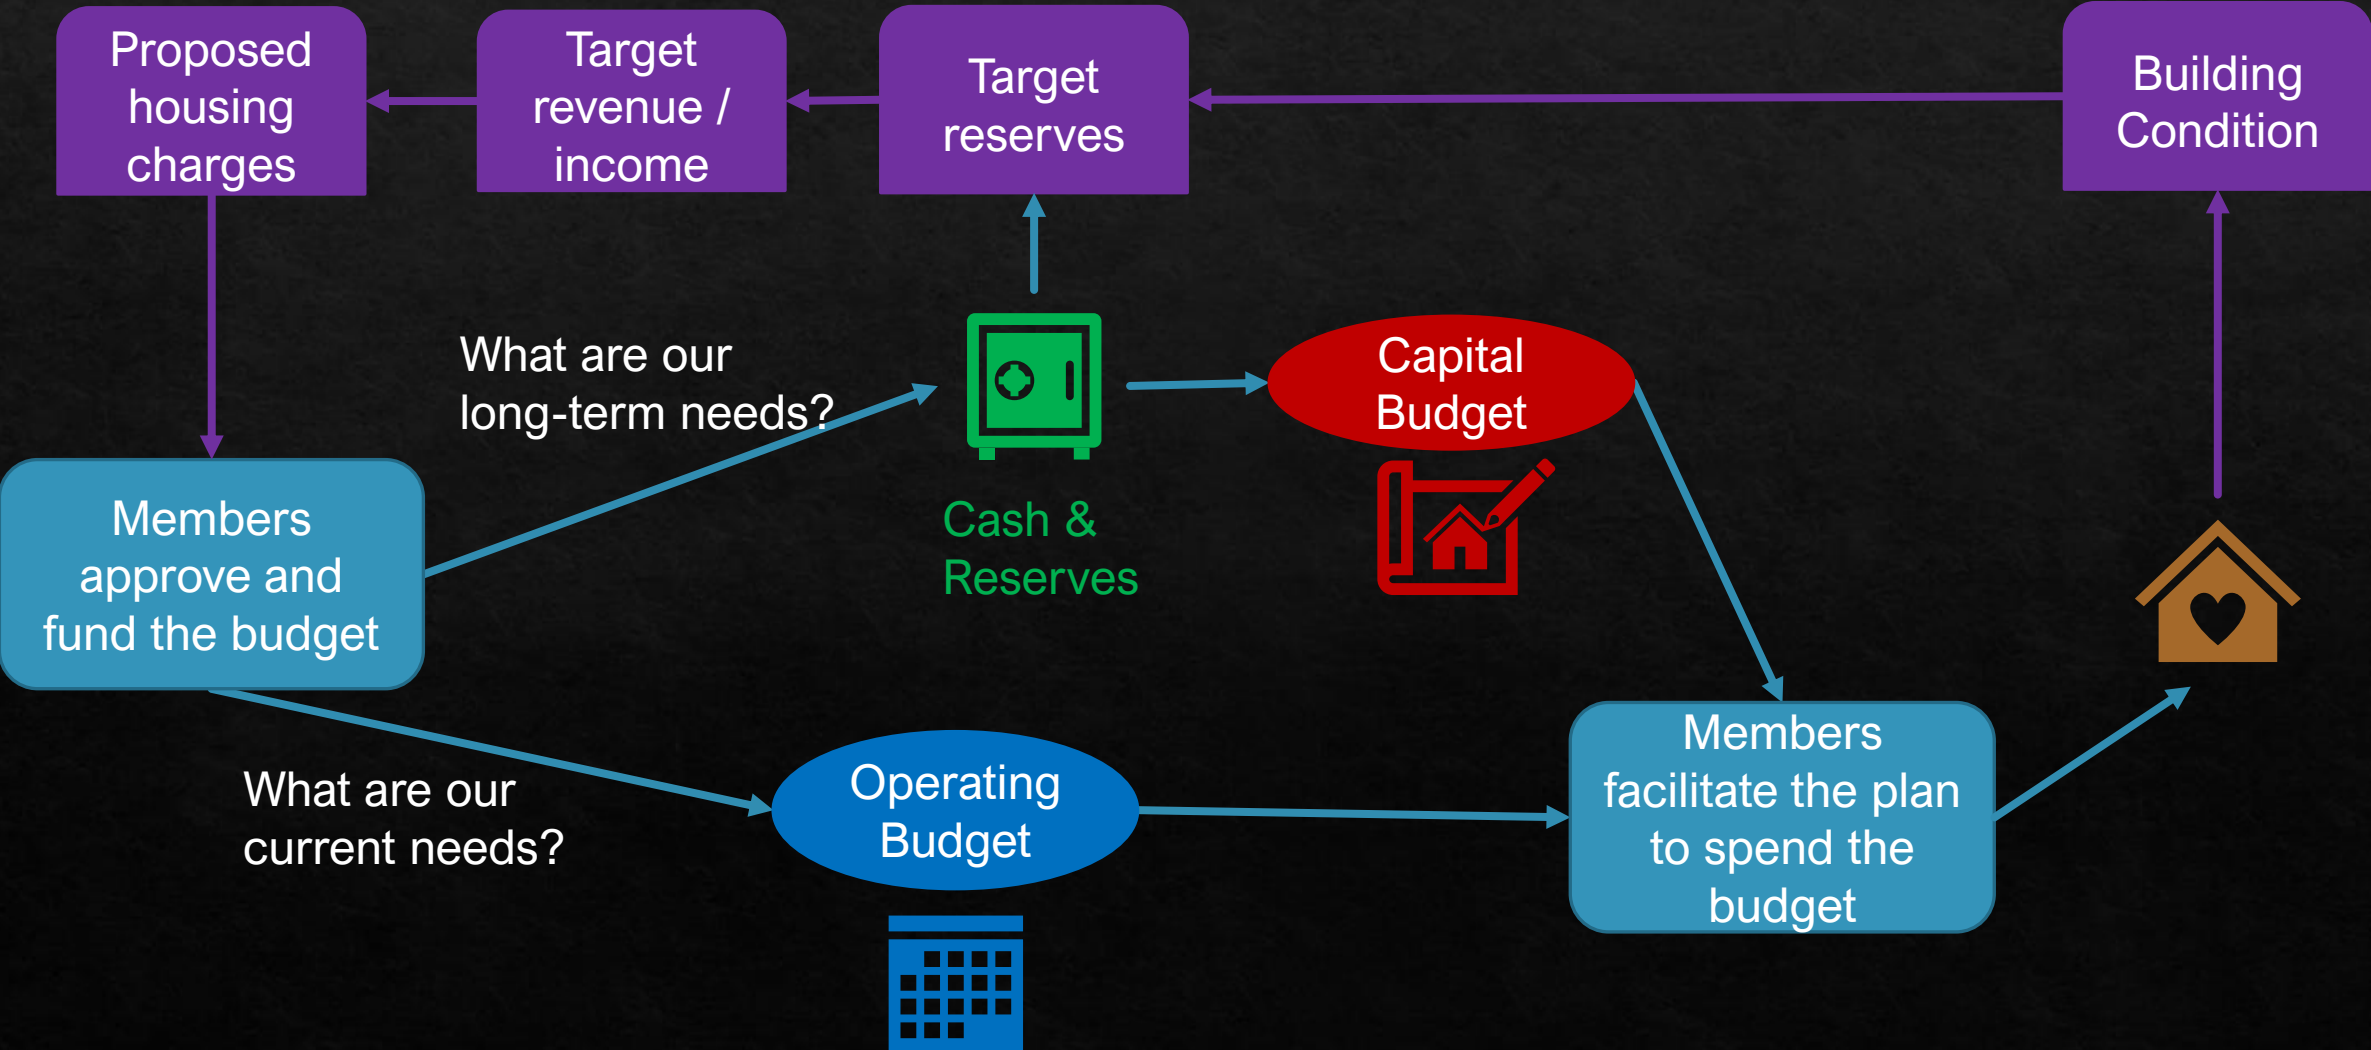 Proposed
housing
charges
Target
revenue /
income
Target
reserves
Building
Condition
What are our
long-term needs?
Capital
Budget
Cash &
Reserves
Members
approve and
fund the budget
What are our
current needs?
Operating
Budget
Members
facilitate the plan
to spend the
budget